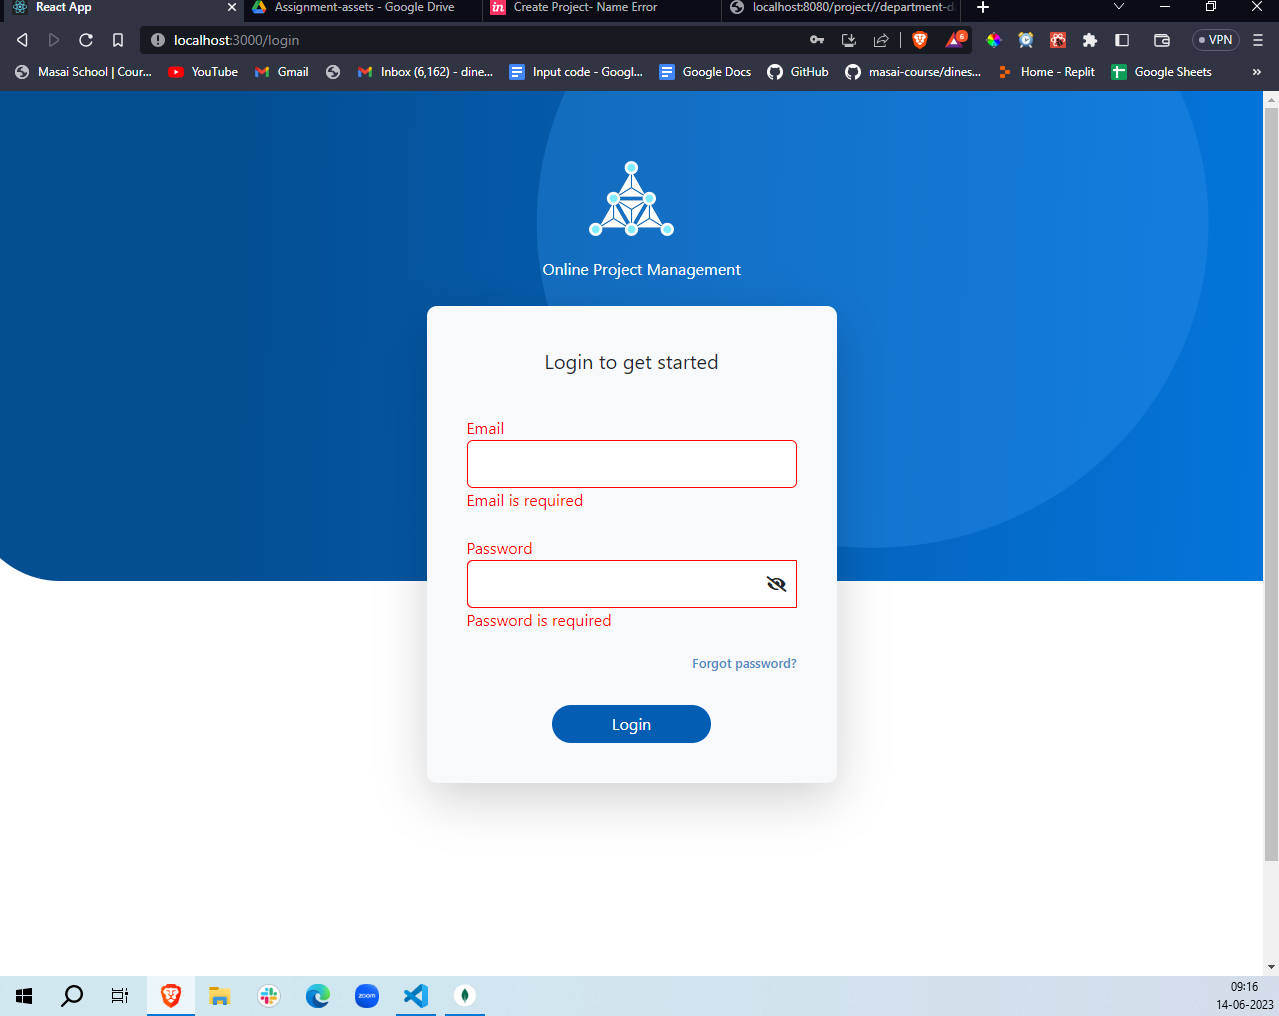 React App
Assignment-assets - Google Drive
in Create Project- Name Error
localhost:8080/project//department-d
localhost:3000/login
6
VPN
Masai School | Cour...
YouTube
Gmail
Inbox (6,162) - dine...
Input code - Googl...
Google Docs
GitHub
masai-course/dines...
Home - Replit
Google Sheets
Online Project Management
Login to get started
Email
Email is required
Password
Password is required
Forgot password?
Login
zoom
09:16
14-06-2023